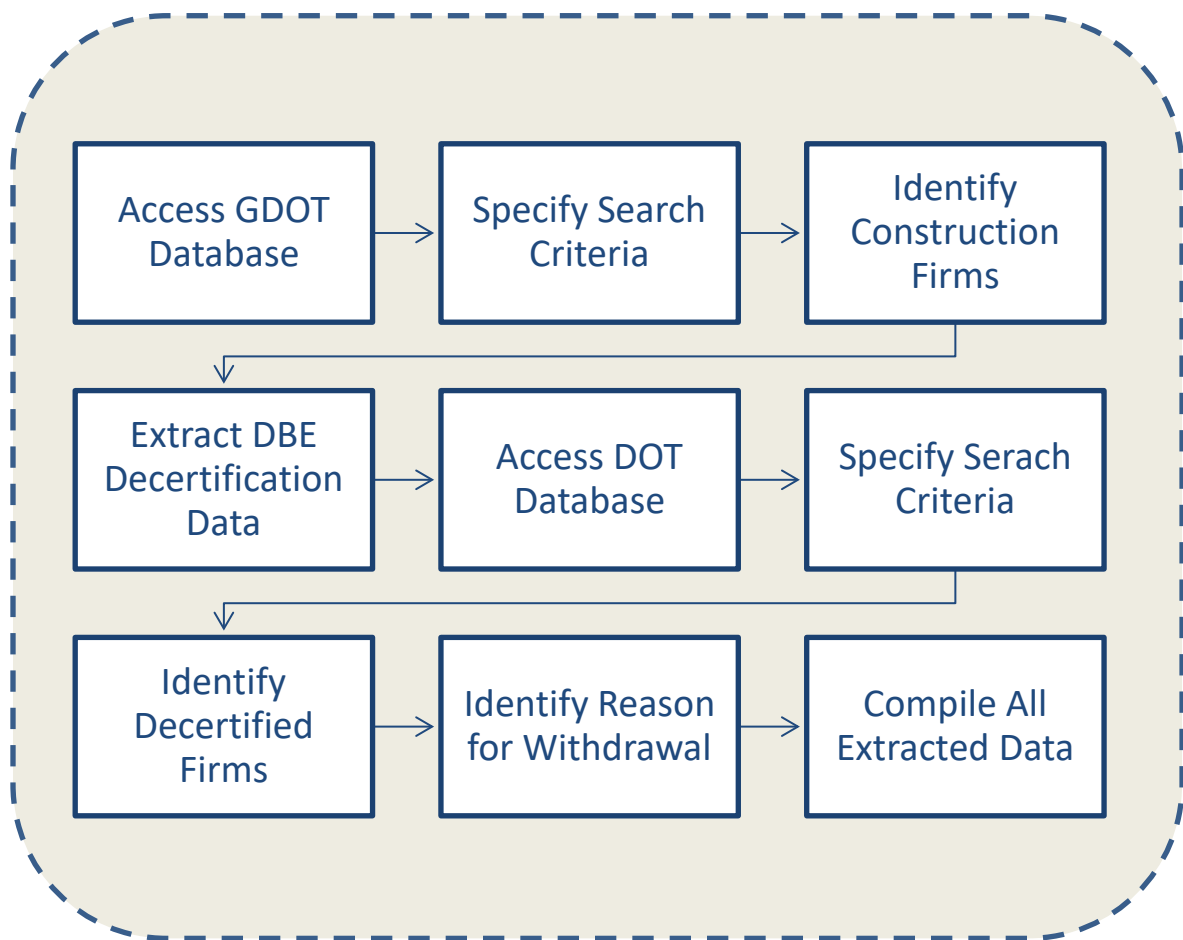 Access GDOT
Database
Specify Search
Criteria
Identify
Construction
Firms
Extract DBE
Decertification
Data
Access DOT
Database
Specify Serach
Criteria
Identify
Decertified
Firms
Identify Reason
for Withdrawal
Compile All
Extracted Data